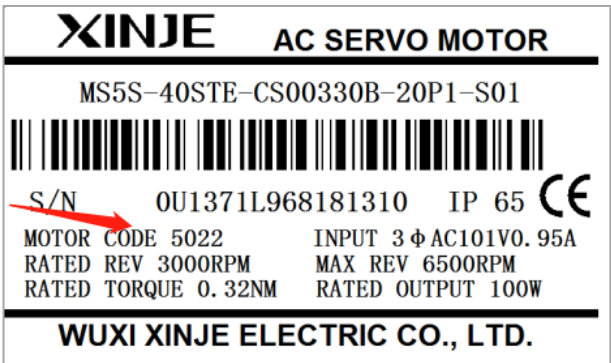 XINJE AC SERVO MOTOR
MS5S-40STE-CS00330B-20P1-S01
S/N 0U1371L968181310 IP 65 CE
MOTOR CODE 5022 INPUT 3ΦAC101V0.95A
RATED REV 3000RPM MAX REV 6500RPM
RATED TORQUE 0.32NM RATED OUTPUT 100W
WUXI XINJE ELECTRIC CO., LTD.